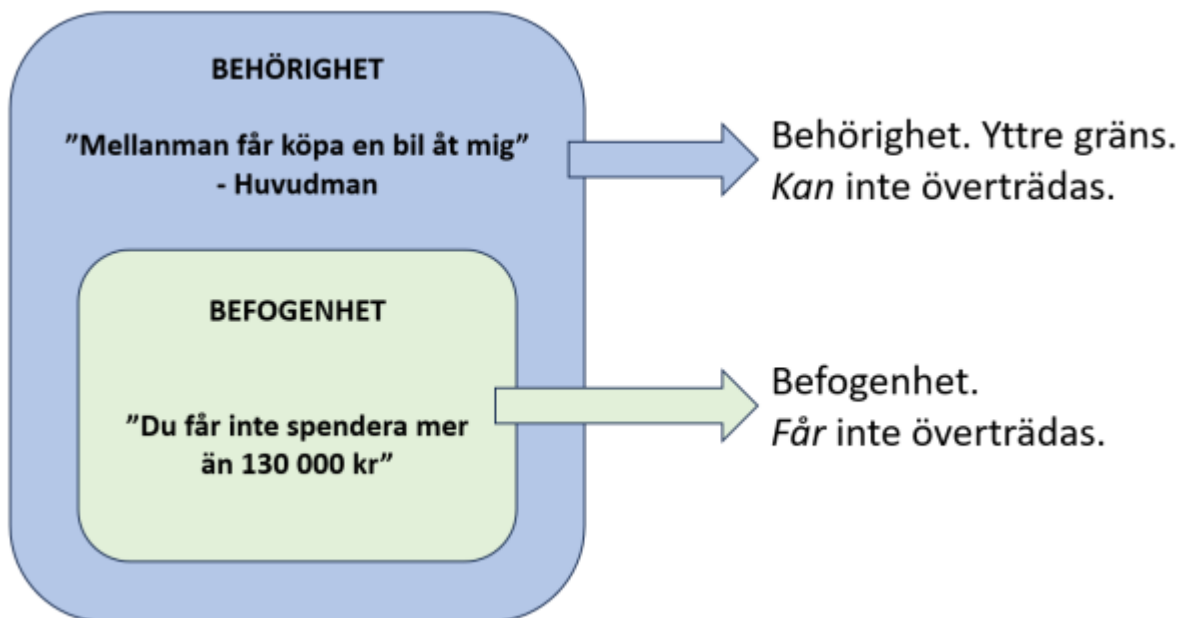 BEHÖRIGHET
”Mellanman får köpa en bil åt mig”
- Huvudman
Behörighet. Yttre gräns.
Kan inte överträdas.
BEFOGENHET
”Du får inte spendera mer
än 130 000 kr”
Befogenhet.
Får inte överträdas.